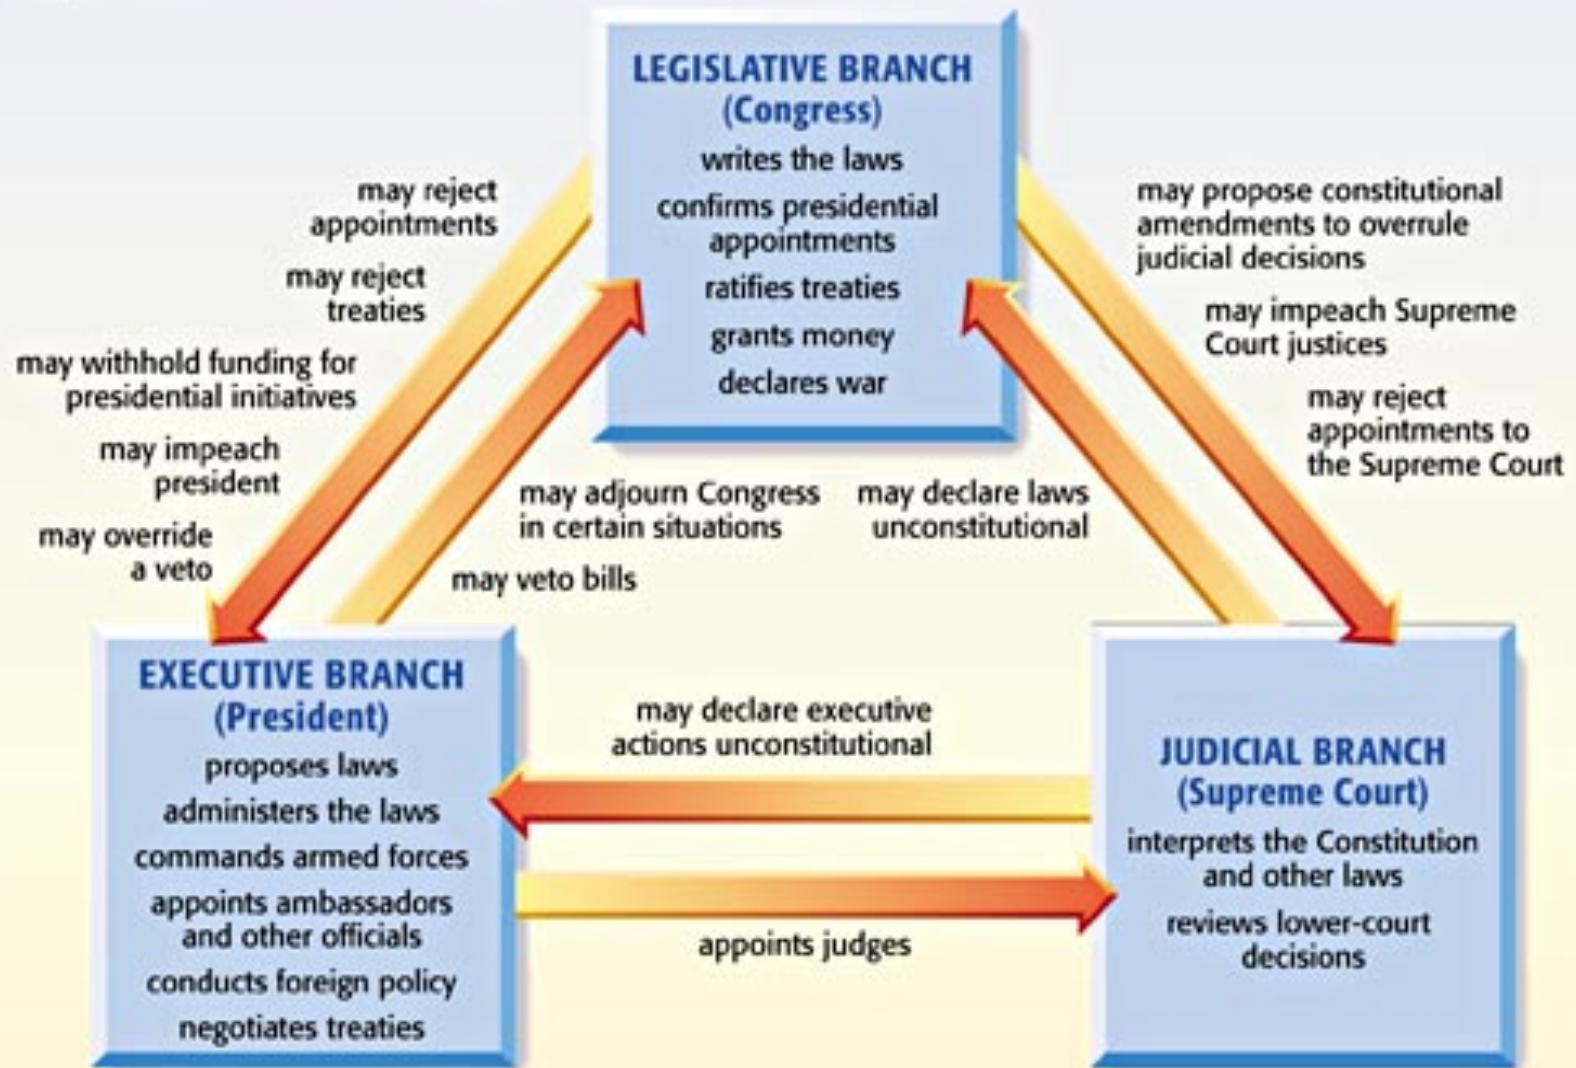 LEGISLATIVE BRANCH
(Congress)
writes the laws
confirms presidential
appointments
ratifies treaties
grants money
declares war
may reject
appointments
may reject
treaties
may withhold funding for
presidential initiatives
may impeach
president
may override
a veto
may adjourn Congress
in certain situations
may veto bills
may declare laws
unconstitutional
may propose constitutional
amendments to overrule
judicial decisions
may impeach Supreme
Court justices
may reject
appointments to
the Supreme Court
EXECUTIVE BRANCH
(President)
proposes laws
administers the laws
commands armed forces
appoints ambassadors
and other officials
conducts foreign policy
negotiates treaties
may declare executive
actions unconstitutional
appoints judges
JUDICIAL BRANCH
(Supreme Court)
interprets the Constitution
and other laws
reviews lower-court
decisions